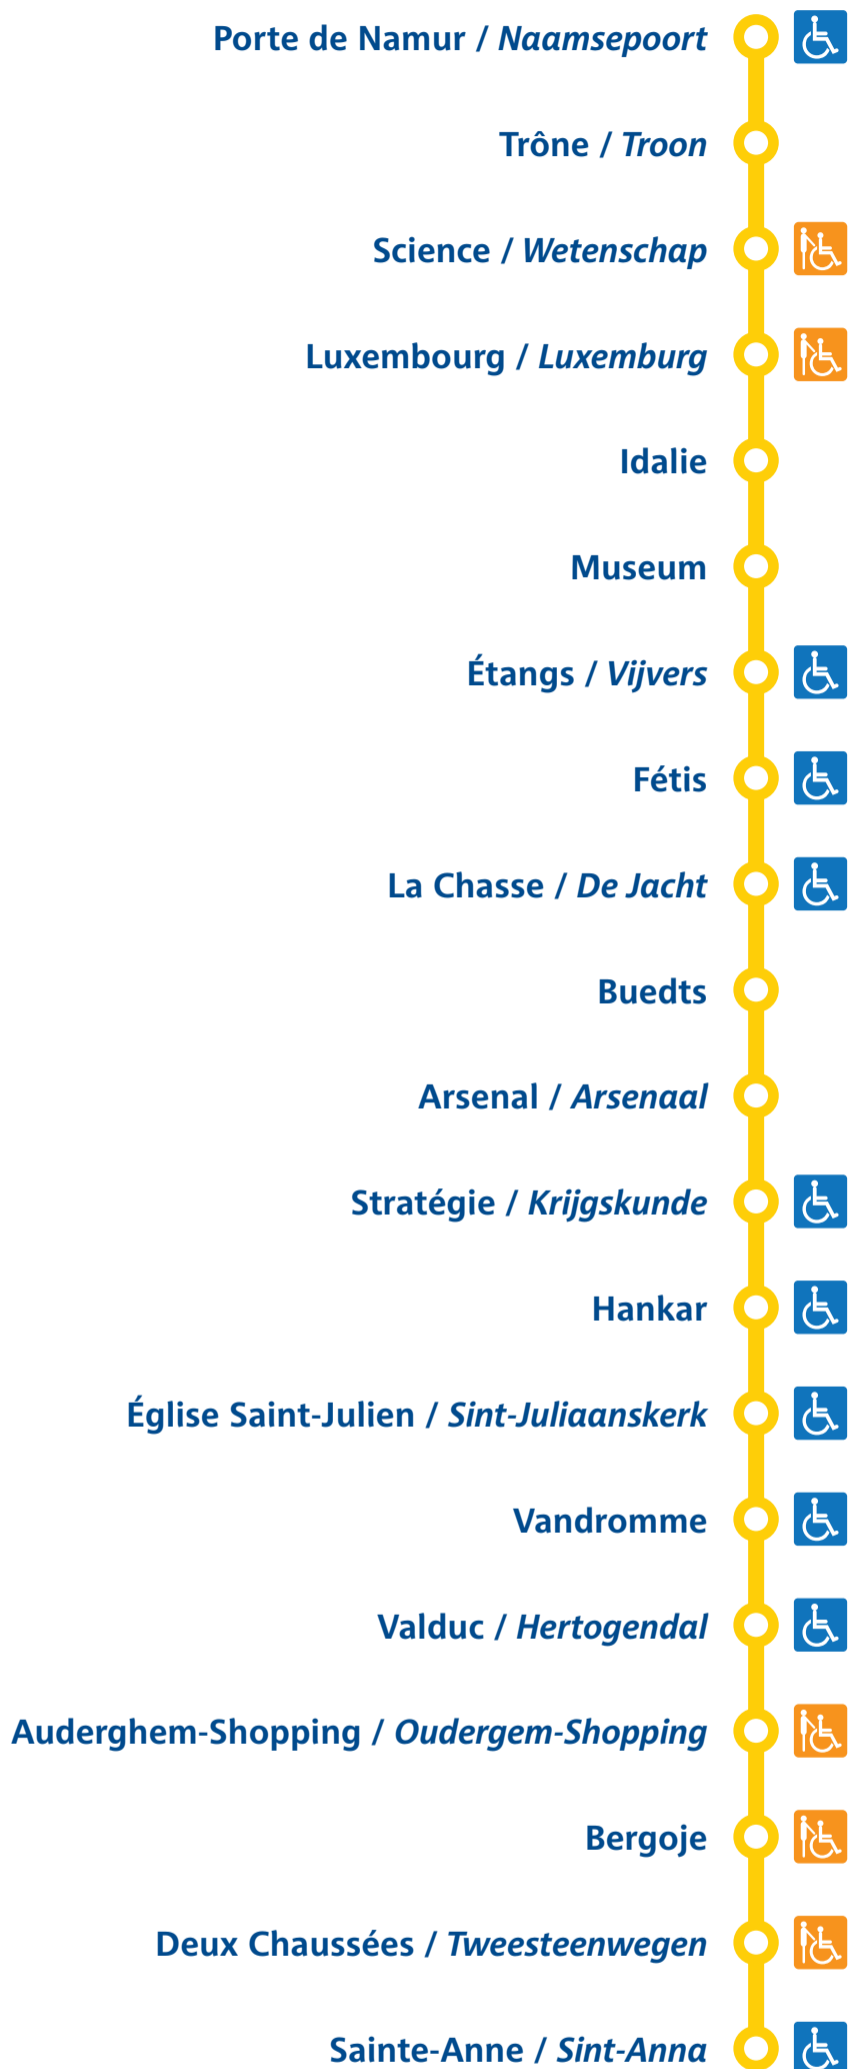 Porte de Namur / Naamsepoort
Trône / Troon
Science / Wetenschap
Luxembourg / Luxemburg
Idalie
Museum
Étangs / Vijvers
Fétis
La Chasse / De Jacht
Buedts
Arsenal / Arsenaal
Stratégie / Krijgskunde
Hankar
Église Saint-Julien / Sint-Juliaanskerk
Vandromme
Valduc / Hertogendal
Auderghem-Shopping / Oudergem-Shopping
Bergoje
Deux Chaussées / Tweesteenwegen
Sainte-Anne / Sint-Anna